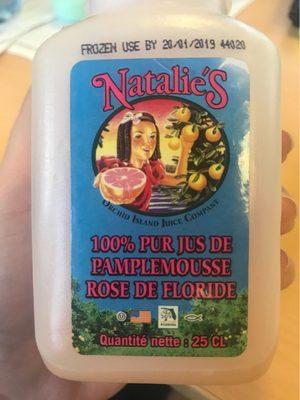 FROZEN USE BY 20/01/2019 44020
Natalie's
ORCHID ISLAND JUICE COMPANY
100% PUR JUS DE
PAMPLEMOUSSE
ROSE DE FLORIDE
FLORIDA
Quantité nette : 25 CL